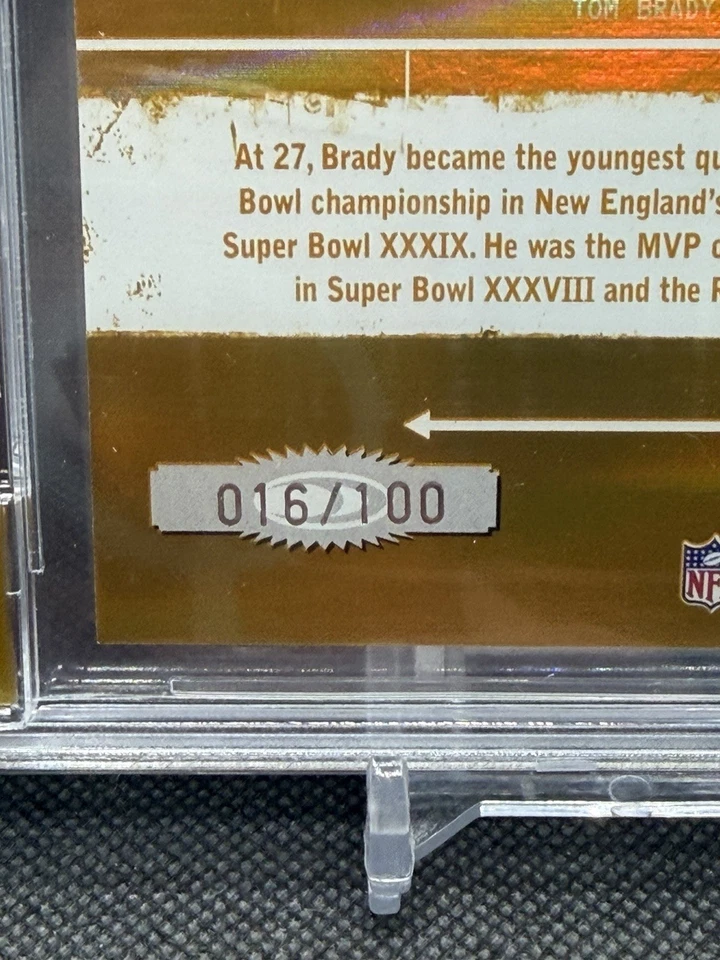 TOM BRADY
At 27, Brady became the youngest
Bowl championship in New England's
Super Bowl XXXIX. He was the MVP
in Super Bowl XXXVIII and the
016/100